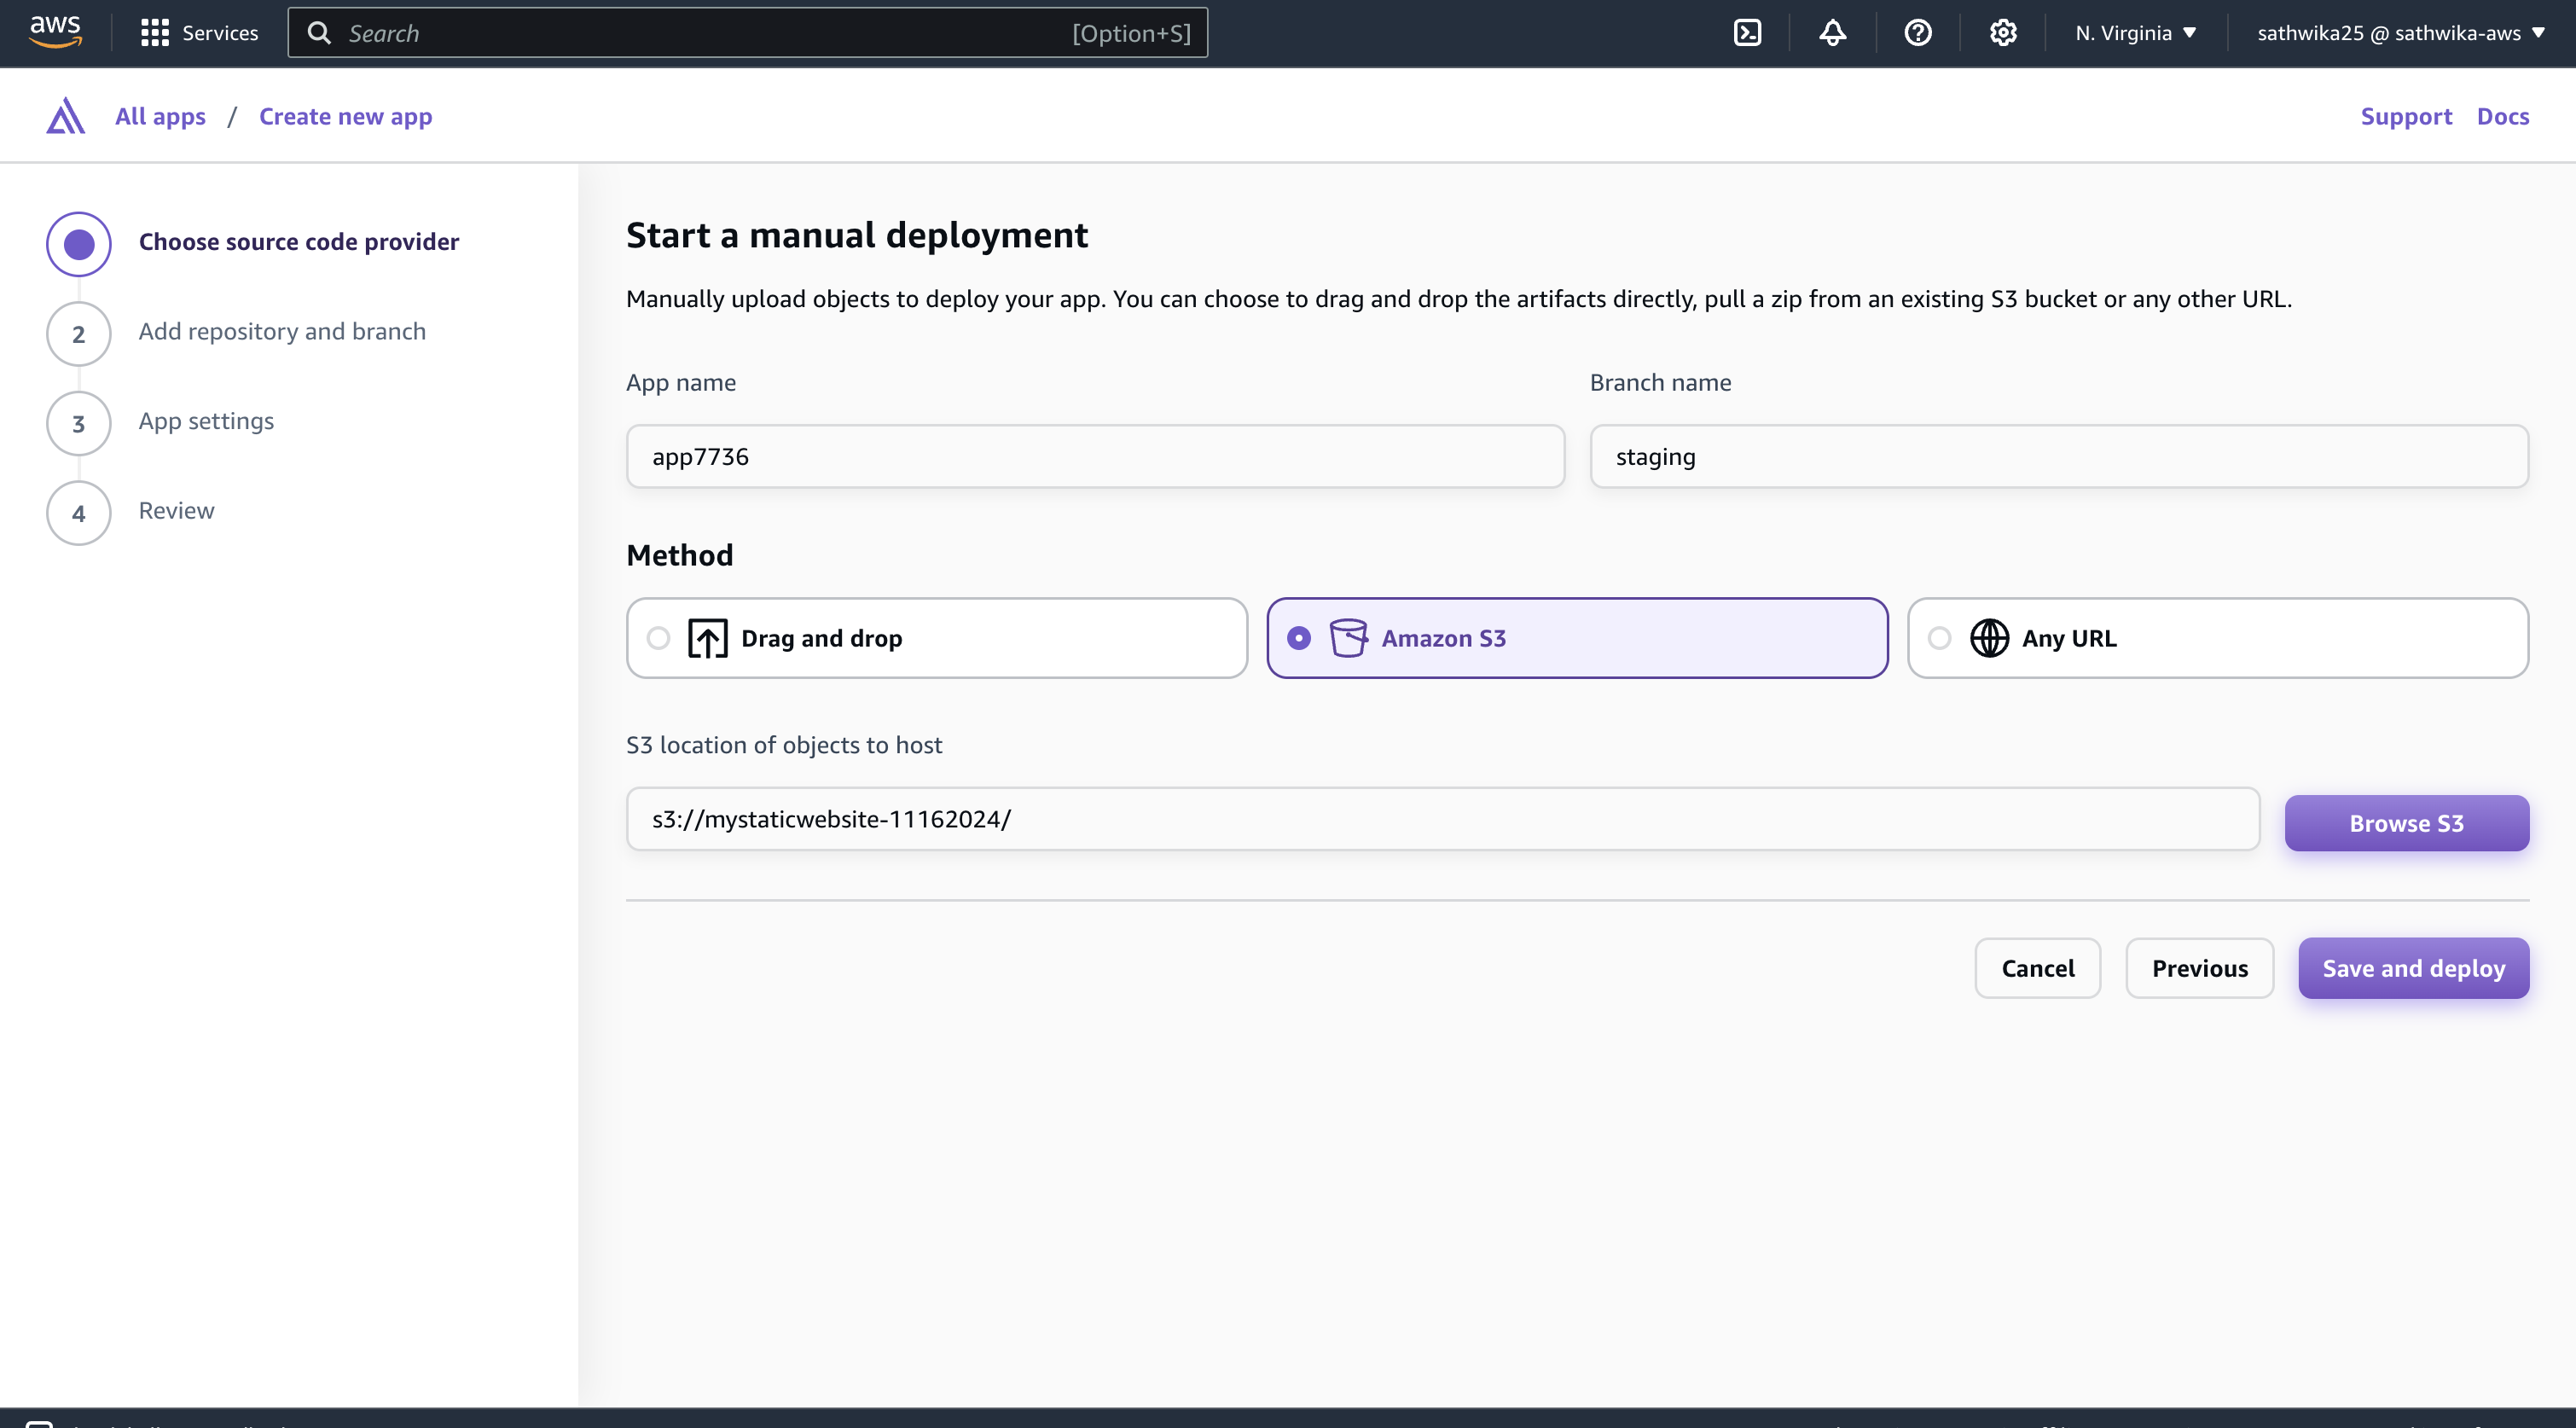 aws Services Search [Option+S] N. Virginia sathwika25 @ sathwika-aws
All apps / Create new app Support Docs
Choose source code provider
2 Add repository and branch
3 App settings
4 Review
Start a manual deployment
Manually upload objects to deploy your app. You can choose to drag and drop the artifacts directly, pull a zip from an existing S3 bucket or any other URL.
App name Branch name
app7736 staging
Method
Drag and drop Amazon S3 Any URL
S3 location of objects to host
s3://mystaticwebsite-11162024/ Browse S3
Cancel Previous Save and deploy